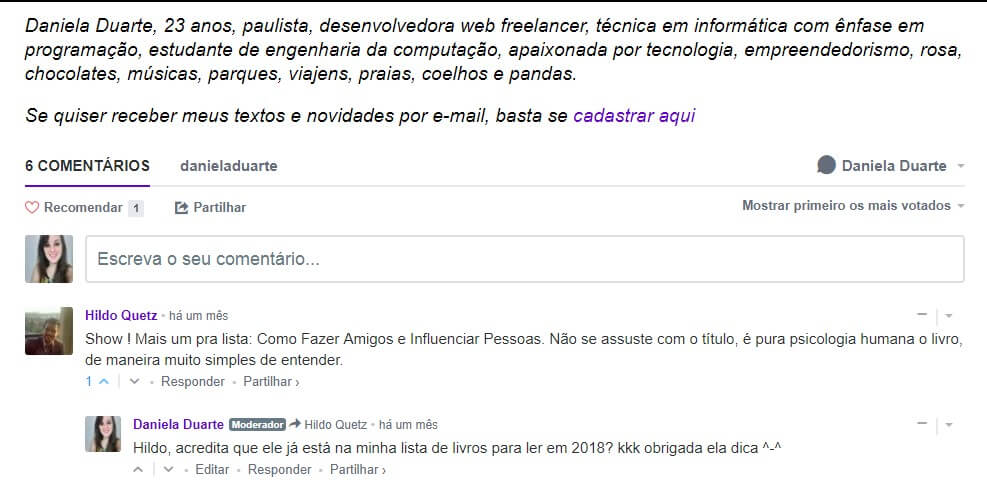 Daniela Duarte, 23 anos, paulista, desenvolvedora web freelancer, técnica em informática com ênfase em
programação, estudante de engenharia da computação, apaixonada por tecnologia, empreendedorismo, rosa,
chocolates, músicas, parques, viajens, praias, coelhos e pandas.
Se quiser receber meus textos e novidades por e-mail, basta se cadastrar aqui
6 COMENTÁRIOS danieladuarte Daniela Duarte
Recomendar 1 Partilhar Mostrar primeiro os mais votados
Escreva o seu comentário...
Hildo Quetz • há um mês
Show ! Mais um pra lista: Como Fazer Amigos e Influenciar Pessoas. Não se assuste com o título, é pura psicologia humana o livro,
de maneira muito simples de entender.
1 • Responder • Partilhar ›
Daniela Duarte Moderador Hildo Quetz • há um mês
Hildo, acredita que ele já está na minha lista de livros para ler em 2018? kkk obrigada ela dica ^-^
• Editar • Responder • Partilhar ›